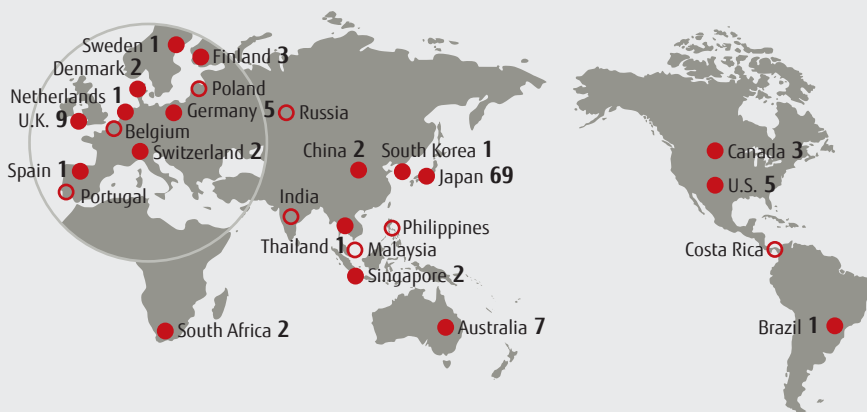 Sweden 1
Finland 3
Denmark 2
Poland
Netherlands 1
Germany 5
Russia
U.K. 9
Belgium
Switzerland 2
Spain 1
Portugal
China 2
South Korea 1
Japan 69
India
Philippines
Thailand 1
Malaysia
Singapore 2
South Africa 2
Australia 7
Canada 3
U.S. 5
Costa Rica
Brazil 1